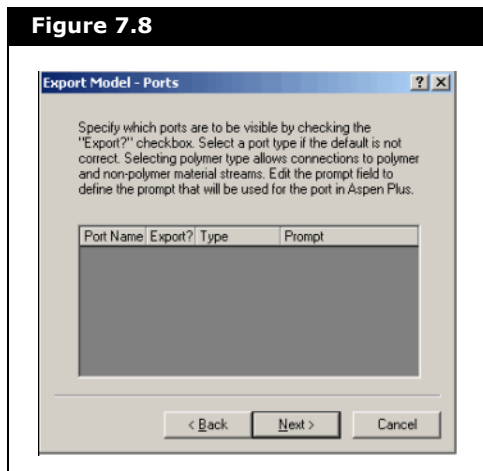 Figure 7.8
Export Model - Ports
Specify which ports are to be visible by checking the
"Export?" checkbox. Select a port type if the default is not
correct. Selecting polymer type allows connections to polymer
and non-polymer material streams. Edit the prompt field to
define the prompt that will be used for the port in Aspen Plus.
Port Name Export? Type Prompt
< Back Next > Cancel